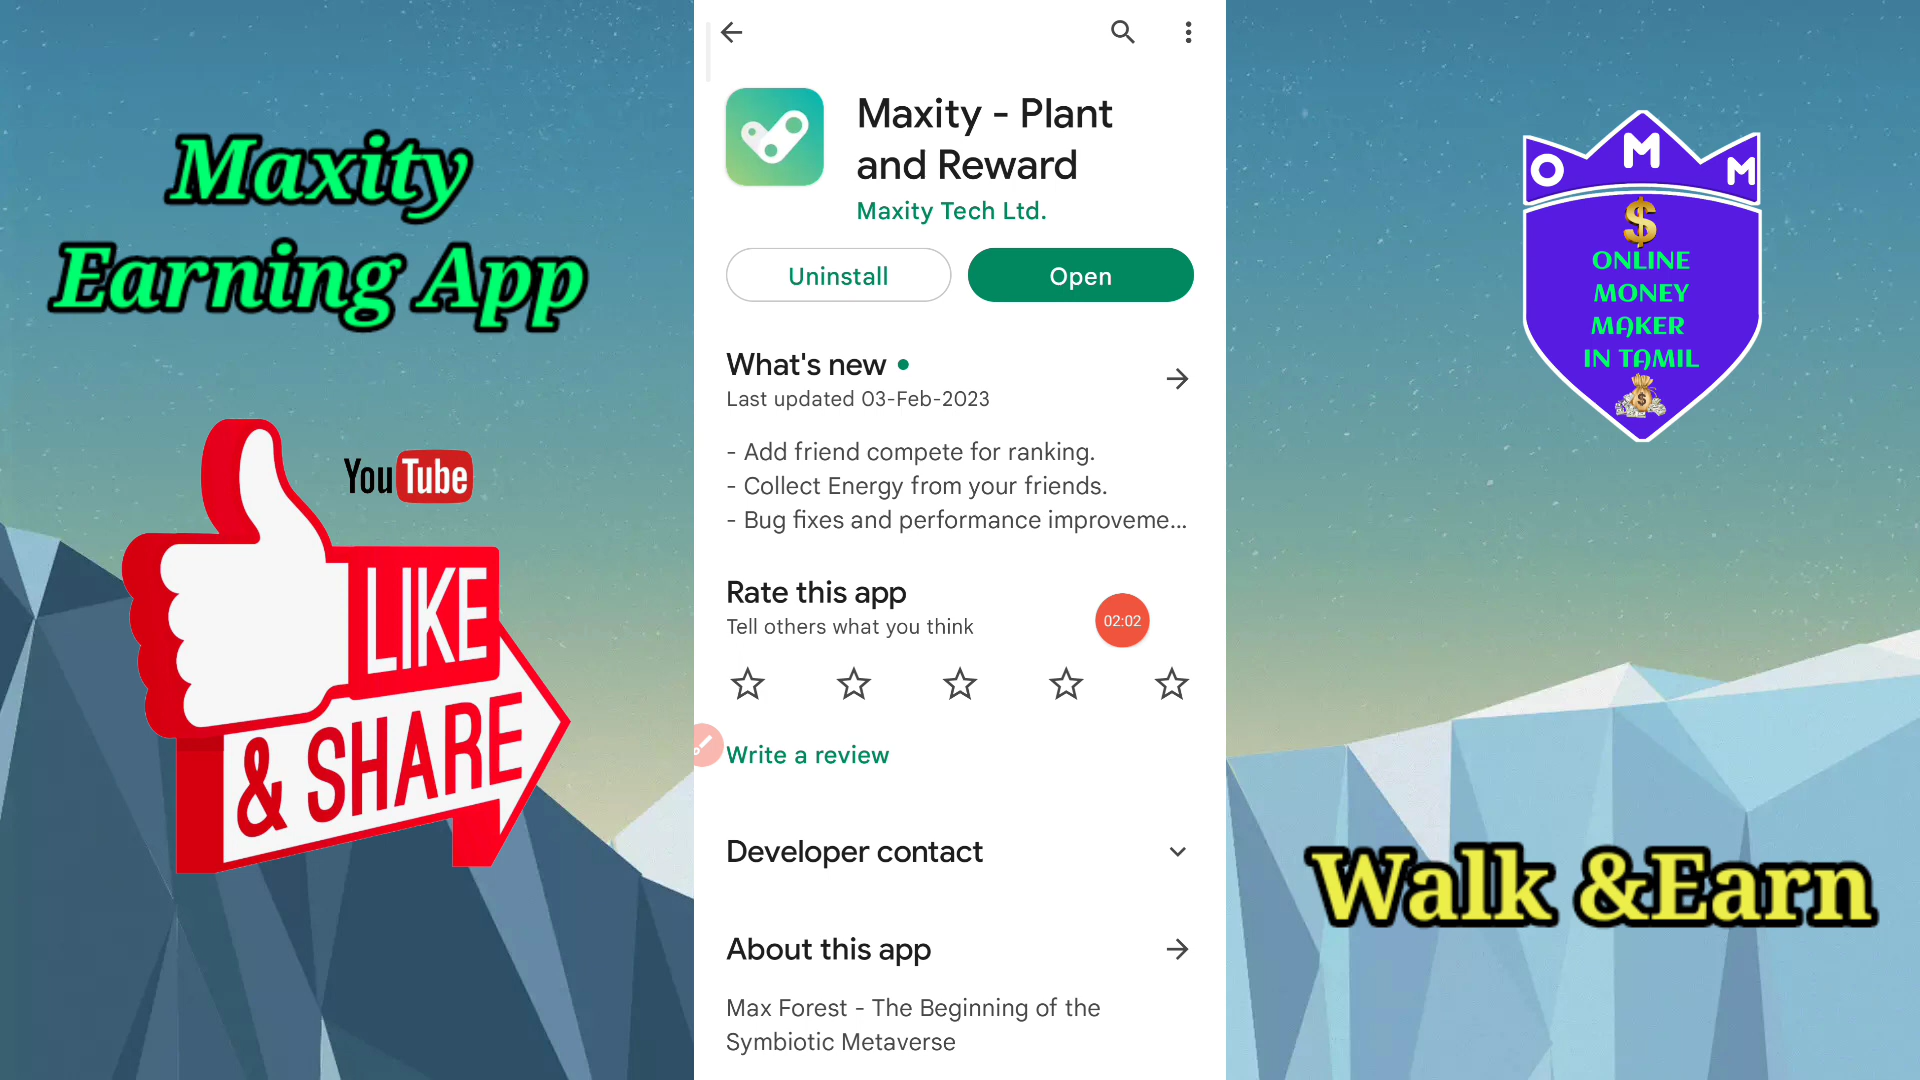 Maxity
Earning App
YouTube
LIKE
& SHARE
Maxity - Plant
and Reward
Maxity Tech Ltd.
Uninstall
Open
What's new
Last updated 03-Feb-2023
- Add friend compete for ranking.
- Collect Energy from your friends.
- Bug fixes and performance improveme...
Rate this app
Tell others what you think
02:02
Write a review
Developer contact
About this app
Max Forest - The Beginning of the
Symbiotic Metaverse
O M M
$
ONLINE
MONEY
MAKER
IN TAMIL
$
Walk &Earn